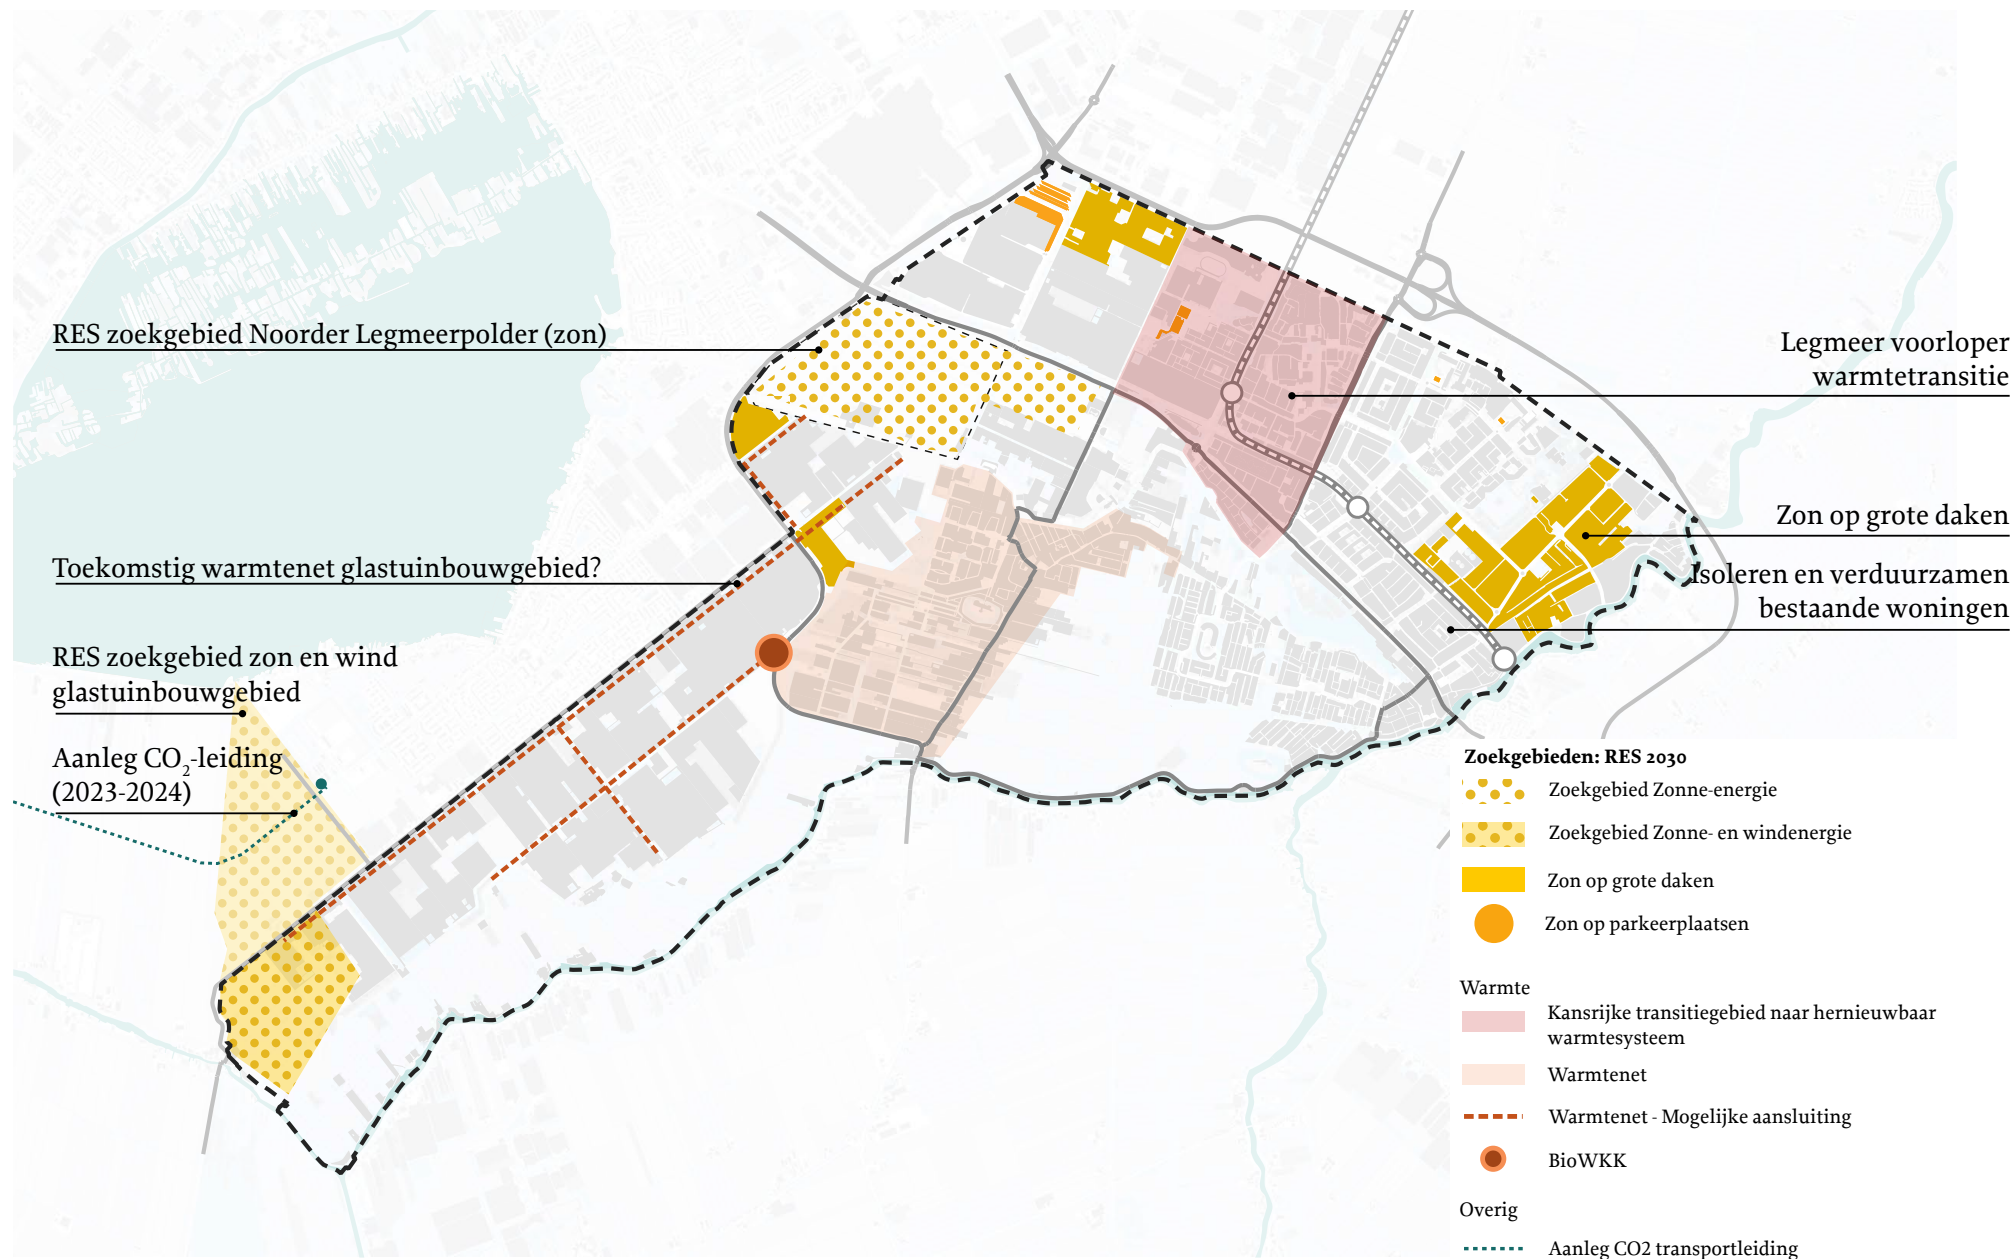 RES zoekgebied Noorder Legmeerpolder (zon)
Toekomstig warmtenet glastuinbouwgebied?
RES zoekgebied zon en wind
glastuinbouwgebied
Aanleg CO₂-leiding
(2023-2024)
Legmeer voorloper
warmtetransitie
Zon op grote daken
Isoleren en verduurzamen
bestaande woningen
Zoekgebieden: RES 2030
Zoekgebied Zonne-energie
Zoekgebied Zonne- en windenergie
Zon op grote daken
Zon op parkeerplaatsen
Warmte
Kansrijke transitiegebied naar hernieuwbaar
warmtesysteem
Warmtenet
Warmtenet - Mogelijke aansluiting
BioWKK
Overig
Aanleg CO2 transportleiding